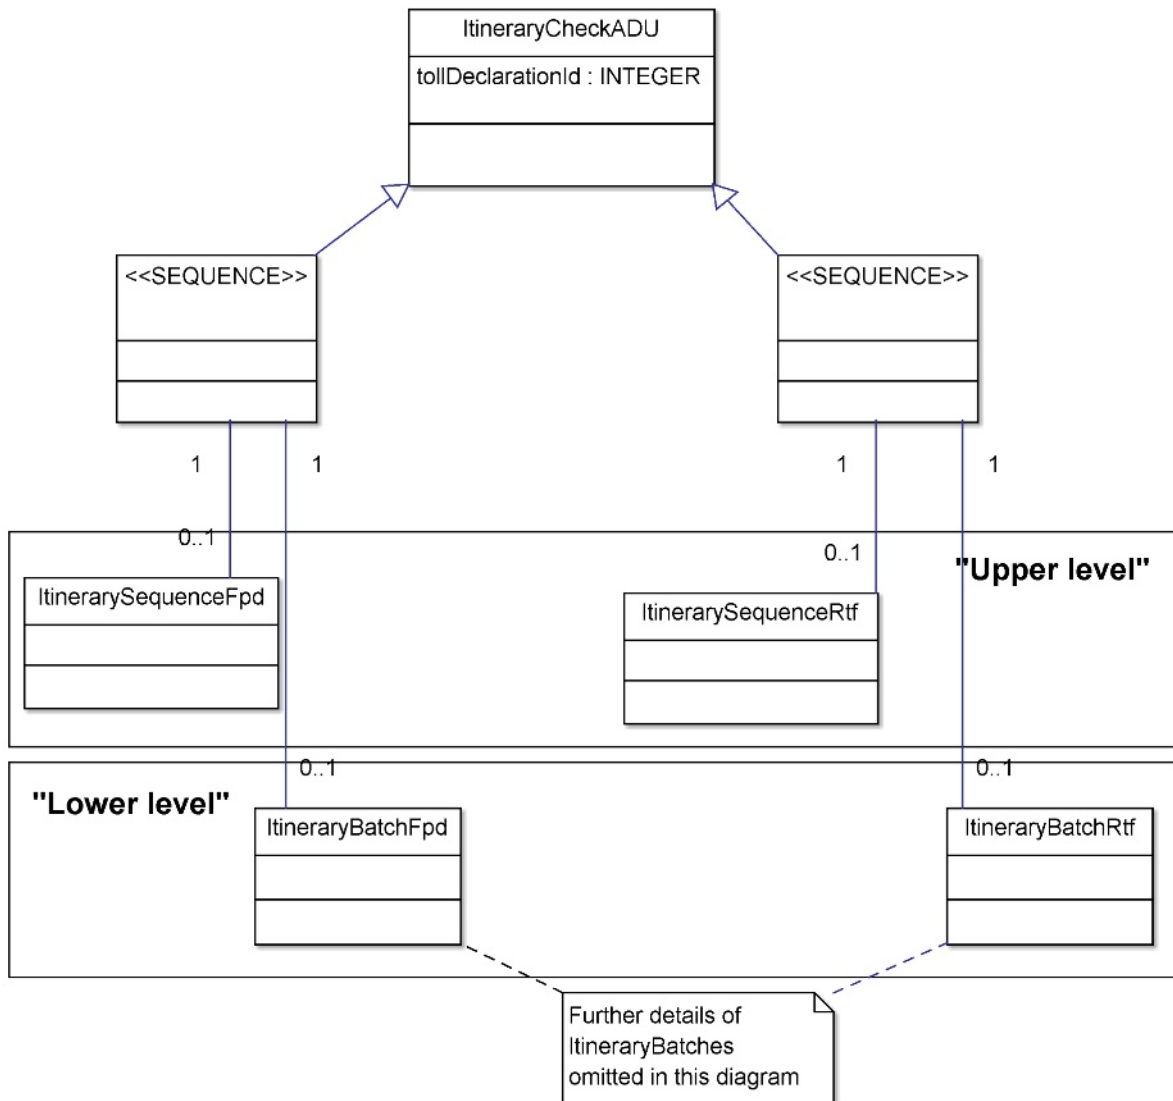 ItineraryCheckADU
tollDeclarationId : INTEGER
<<SEQUENCE>>
<<SEQUENCE>>
1
1
1
1
0..1
0..1
"Upper level"
ItinerarySequenceFpd
ItinerarySequenceRtf
0..1
0..1
"Lower level"
ItineraryBatchFpd
ItineraryBatchRtf
Further details of
ItineraryBatches
omitted in this diagram